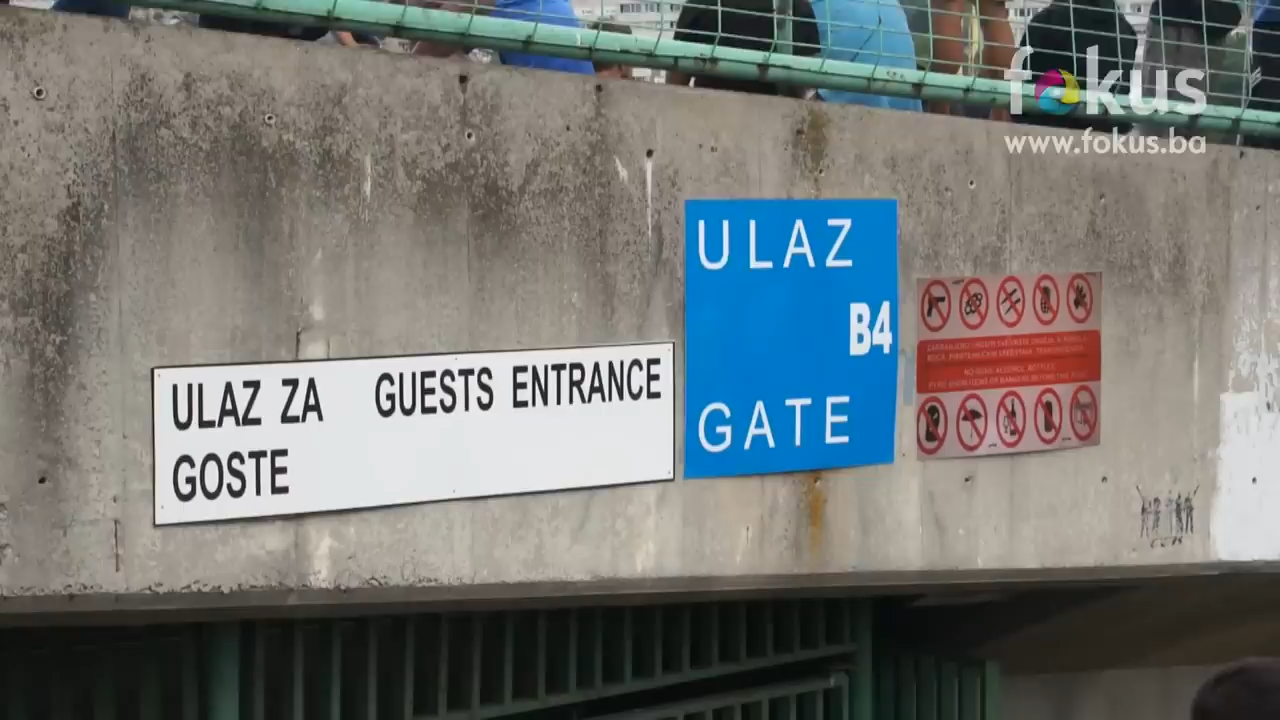 fokus
www.fokus.ba
ULAZ
B4
GATE
ULAZ ZA GUESTS ENTRANCE
GOSTE